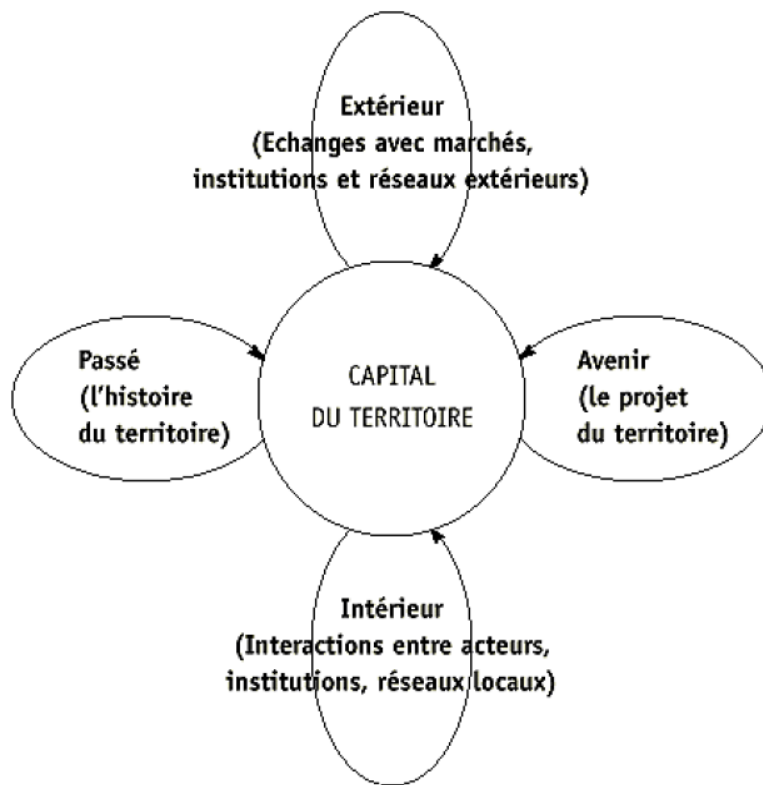 Extérieur
(Echanges avec marchés,
institutions et réseaux extérieurs)
Passé
(l'histoire
du territoire)
CAPITAL
DU TERRITOIRE
Avenir
(le projet
du territoire)
Intérieur
(Interactions entre acteurs,
institutions, réseaux locaux)